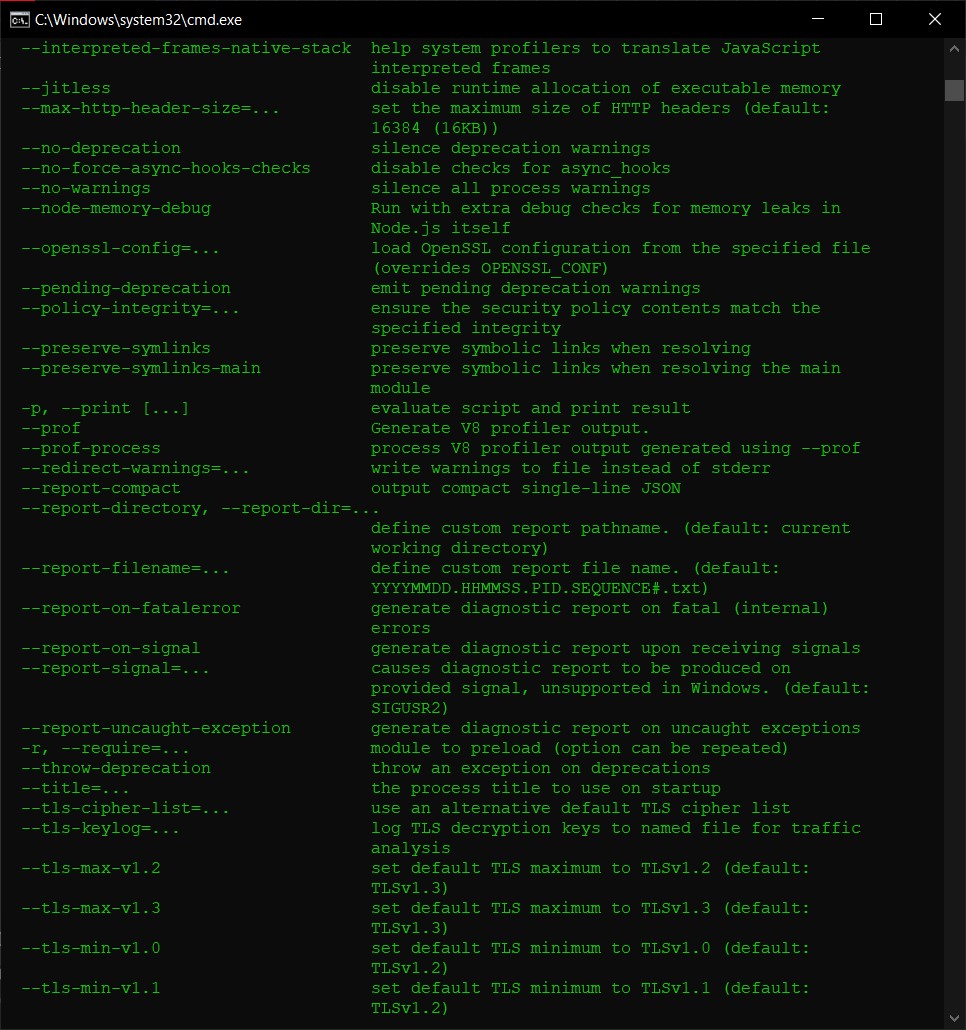 C:\Windows\system32\cmd.exe
--interpreted-frames-native-stack help system profilers to translate JavaScript
interpreted frames
--jitless disable runtime allocation of executable memory
--max-http-header-size=... set the maximum size of HTTP headers (default:
16384 (16KB))
--no-deprecation silence deprecation warnings
--no-force-async-hooks-checks disable checks for async_hooks
--no-warnings silence all process warnings
--node-memory-debug Run with extra debug checks for memory leaks in
Node.js itself
--openssl-config=... load OpenSSL configuration from the specified file
(overrides OPENSSL_CONF)
--pending-deprecation emit pending deprecation warnings
--policy-integrity=... ensure the security policy contents match the
specified integrity
--preserve-symlinks preserve symbolic links when resolving
--preserve-symlinks-main preserve symbolic links when resolving the main
module
-p, --print [...] evaluate script and print result
--prof Generate V8 profiler output.
--prof-process process V8 profiler output generated using --prof
--redirect-warnings=... write warnings to file instead of stderr
--report-compact output compact single-line JSON
--report-directory, --report-dir=...
define custom report pathname. (default: current
working directory)
--report-filename=... define custom report file name. (default:
YYYYMMDD.HHMMSS.PID.SEQUENCE#.txt)
--report-on-fatalerror generate diagnostic report on fatal (internal)
errors
--report-on-signal generate diagnostic report upon receiving signals
--report-signal=... causes diagnostic report to be produced on
provided signal, unsupported in Windows. (default:
SIGUSR2)
--report-uncaught-exception generate diagnostic report on uncaught exceptions
-r, --require=... module to preload (option can be repeated)
--throw-deprecation throw an exception on deprecations
--title=... the process title to use on startup
--tls-cipher-list=... use an alternative default TLS cipher list
--tls-keylog=... log TLS decryption keys to named file for traffic
analysis
--tls-max-v1.2 set default TLS maximum to TLSv1.2 (default:
TLSv1.3)
--tls-max-v1.3 set default TLS maximum to TLSv1.3 (default:
TLSv1.3)
--tls-min-v1.0 set default TLS minimum to TLSv1.0 (default:
TLSv1.2)
--tls-min-v1.1 set default TLS minimum to TLSv1.1 (default:
TLSv1.2)